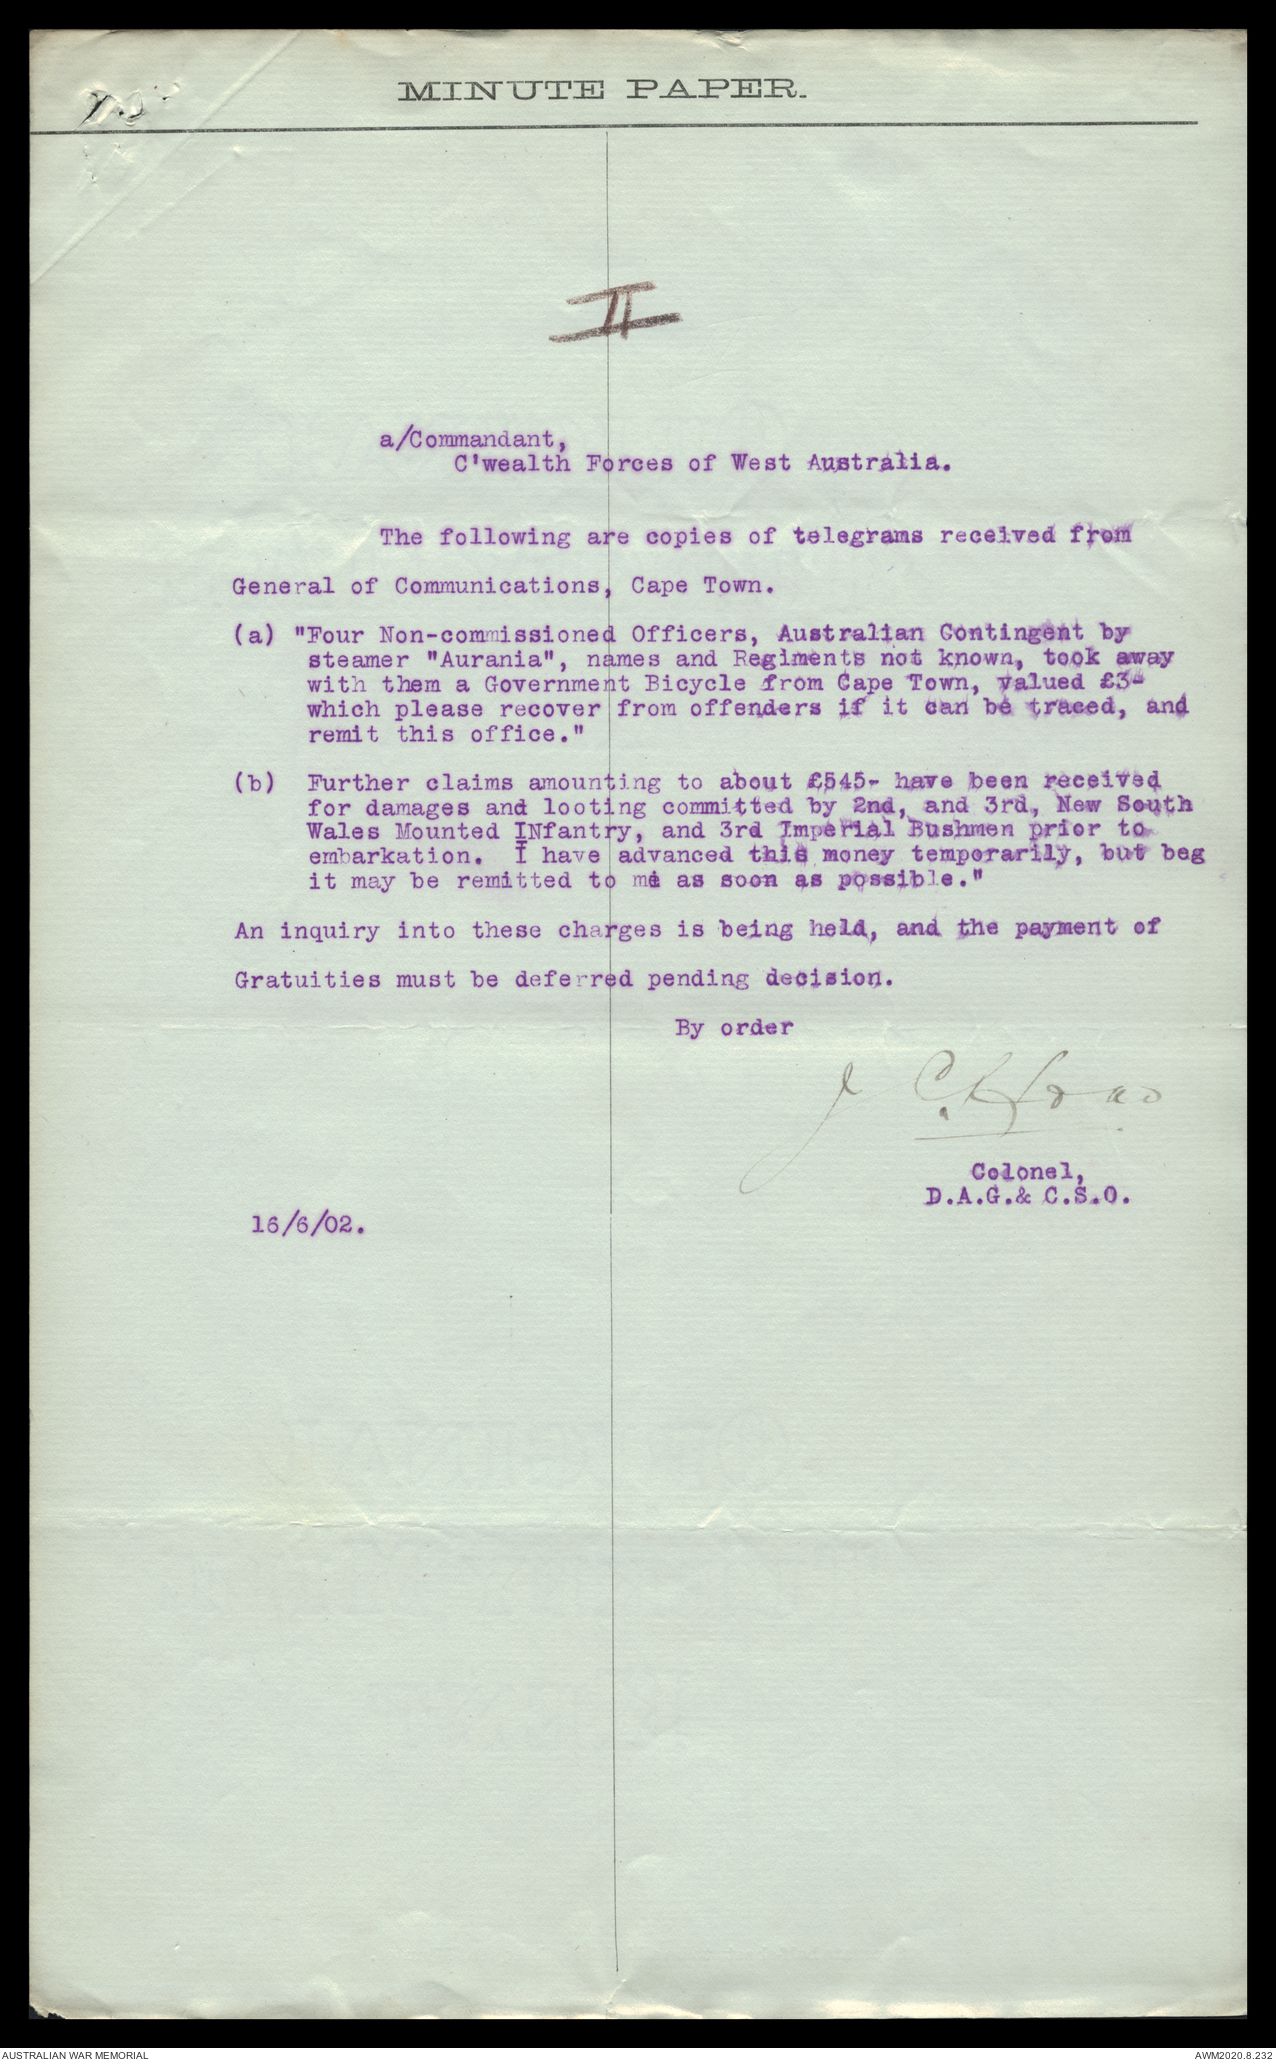 MINUTE PAPER.
II
a/Commandant,
C'wealth Forces of West Australia.
The following are copies of telegrams received from
General of Communications, Cape Town.
(a) "Four Non-commissioned Officers, Australian Contingent by
steamer "Aurania", names and Regiments not known, took away
with them a Government Bicycle from Cape Town, valued £3-
which please recover from offenders if it can be traced, and
remit this office."
(b) Further claims amounting to about £545- have been received
for damages and looting committed by 2nd, and 3rd, New South
Wales Mounted INfantry, and 3rd Imperial Bushmen prior to
embarkation. I have advanced this money temporarily, but beg
it may be remitted to me as soon as possible."
An inquiry into these charges is being held, and the payment of
Gratuities must be deferred pending decision.
By order
J C Hoad
Colonel,
D.A.G.& C.S.O.
16/6/02.
AUSTRALIAN WAR MEMORIAL
AWM2020.8.232